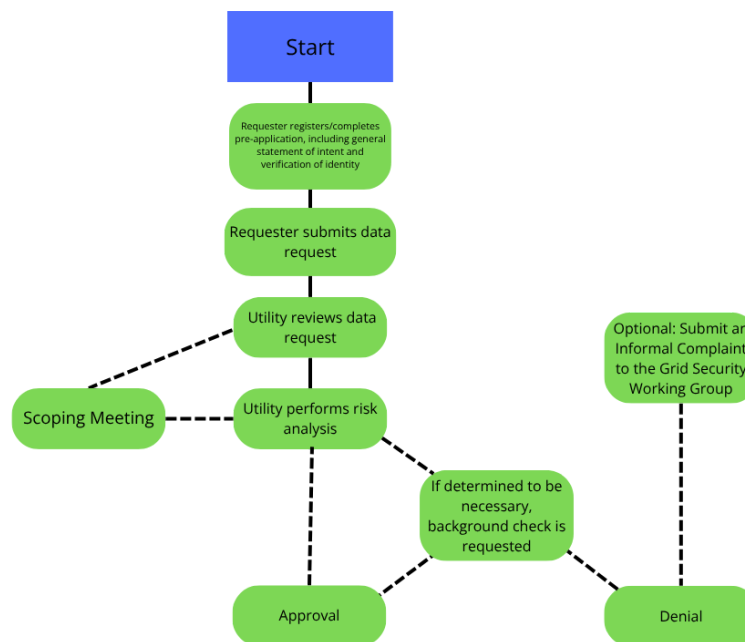 Start
Requester registers/completes
pre-application, including general
statement of intent and
verification of identity
Requester submits data
request
Utility reviews data
request
Optional: Submit an
Informal Complaint
to the Grid Security
Working Group
Scoping Meeting
Utility performs risk
analysis
If determined to be
necessary,
background check is
requested
Approval
Denial